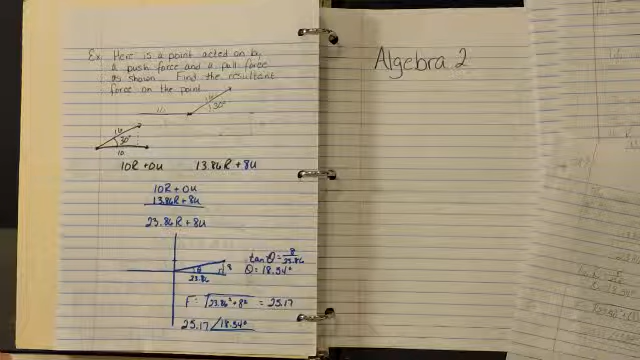 Ex. Here is a point acted on by
a push force and a pull force
as shown. Find the resultant
force on the point.
16
30°
10
16
30°
10
10R + 0u 13.86R + 8u
10R + 0u
13.86R + 8u
23.86R + 8u
θ
8
23.86
tan θ = 8/23.86
θ = 18.54°
F = √23.86² + 8² = 25.17
25.17 ∠18.54°
Algebra 2